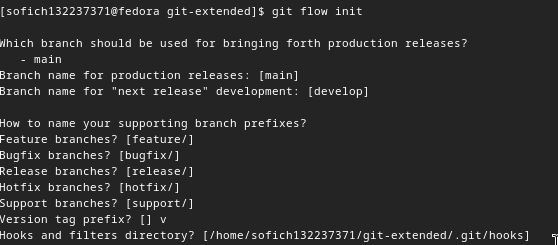 [sofich132237371@fedora git-extended]$ git flow init
Which branch should be used for bringing forth production releases?
- main
Branch name for production releases: [main]
Branch name for "next release" development: [develop]
How to name your supporting branch prefixes?
Feature branches? [feature/]
Bugfix branches? [bugfix/]
Release branches? [release/]
Hotfix branches? [hotfix/]
Support branches? [support/]
Version tag prefix? [] v
Hooks and filters directory? [/home/sofich132237371/git-extended/.git/hooks]